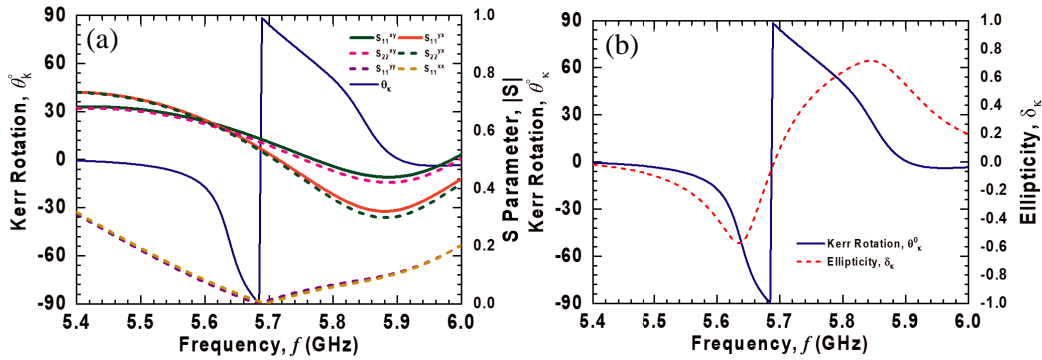 (a)
S₁₁ˣʸ S₁₁ʸˣ
S₂₂ˣʸ S₂₂ʸˣ
S₁₁ʸʸ S₁₁ˣˣ
θκ
90
60
30
0
-30
-60
-90
Kerr Rotation, θ°k
1.0
0.8
0.6
0.4
0.2
0.0
S Parameter, |S|
5.4 5.5 5.6 5.7 5.8 5.9 6.0
Frequency, f (GHz)
(b)
90
60
30
0
-30
-60
-90
Kerr Rotation, θ°κ
1.0
0.8
0.6
0.4
0.2
0.0
-0.2
-0.4
-0.6
-0.8
-1.0
Ellipticity, δκ
Kerr Rotation, θ⁰κ
Ellipticity, δκ
5.4 5.5 5.6 5.7 5.8 5.9 6.0
Frequency, f (GHz)